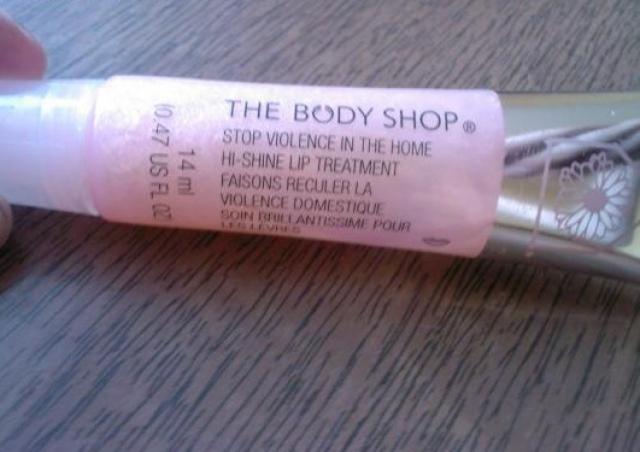 THE BODY SHOP®
STOP VIOLENCE IN THE HOME
HI-SHINE LIP TREATMENT
FAISONS RECULER LA
VIOLENCE DOMESTIQUE
SOIN BRILLANTISSIME POUR
LES LÈVRES
14 ml
(0.47 US FL OZ)